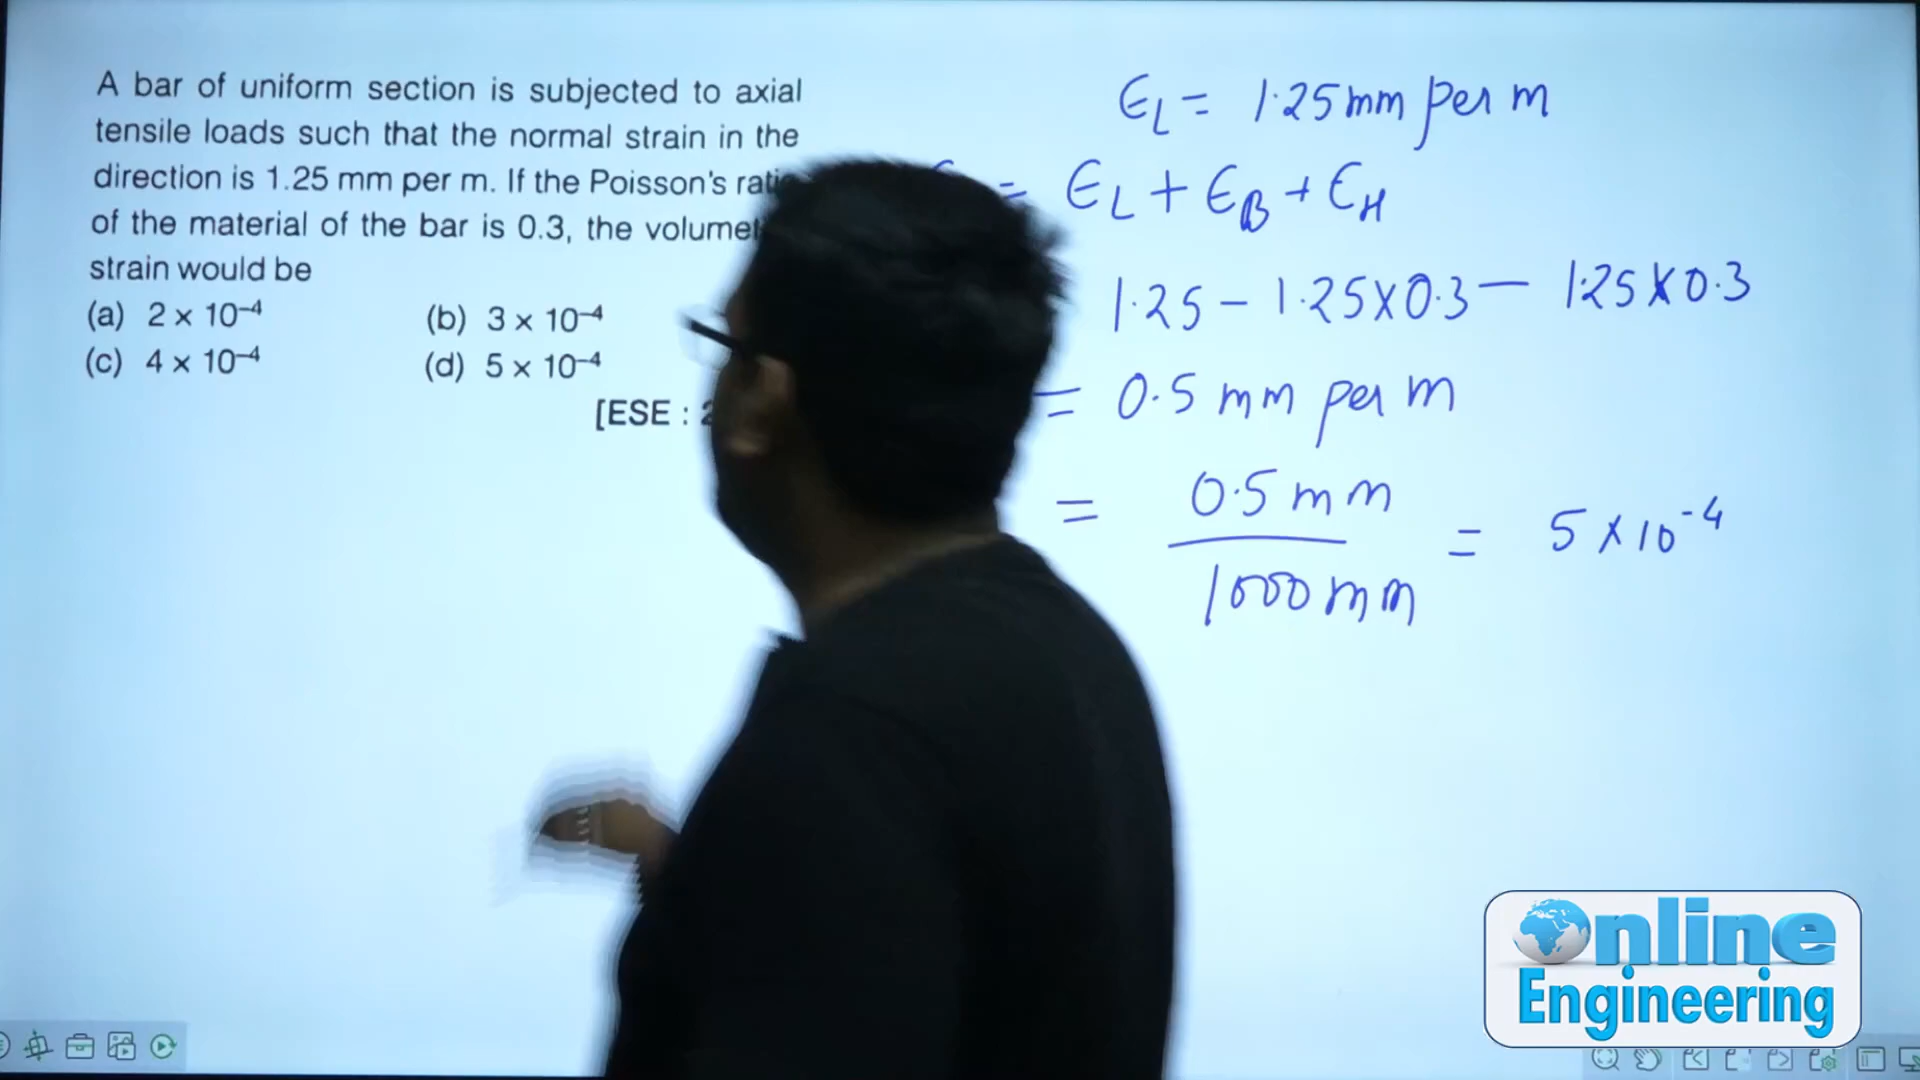 A bar of uniform section is subjected to axial
tensile loads such that the normal strain in the
direction is 1.25 mm per m. If the Poisson's
of the material of the bar is 0.3, the
strain would be
(a) 2 × 10⁻⁴ (b) 3 × 10⁻⁴
(c) 4 × 10⁻⁴ (d) 5 × 10⁻⁴
[ESE :
ϵL = 1.25 mm per m
= ϵL + ϵB + ϵH
1.25 - 1.25×0.3 - 1.25×0.3
= 0.5 mm per m
= 0.5 mm / 1000 mm = 5×10⁻⁴
Online
Engineering